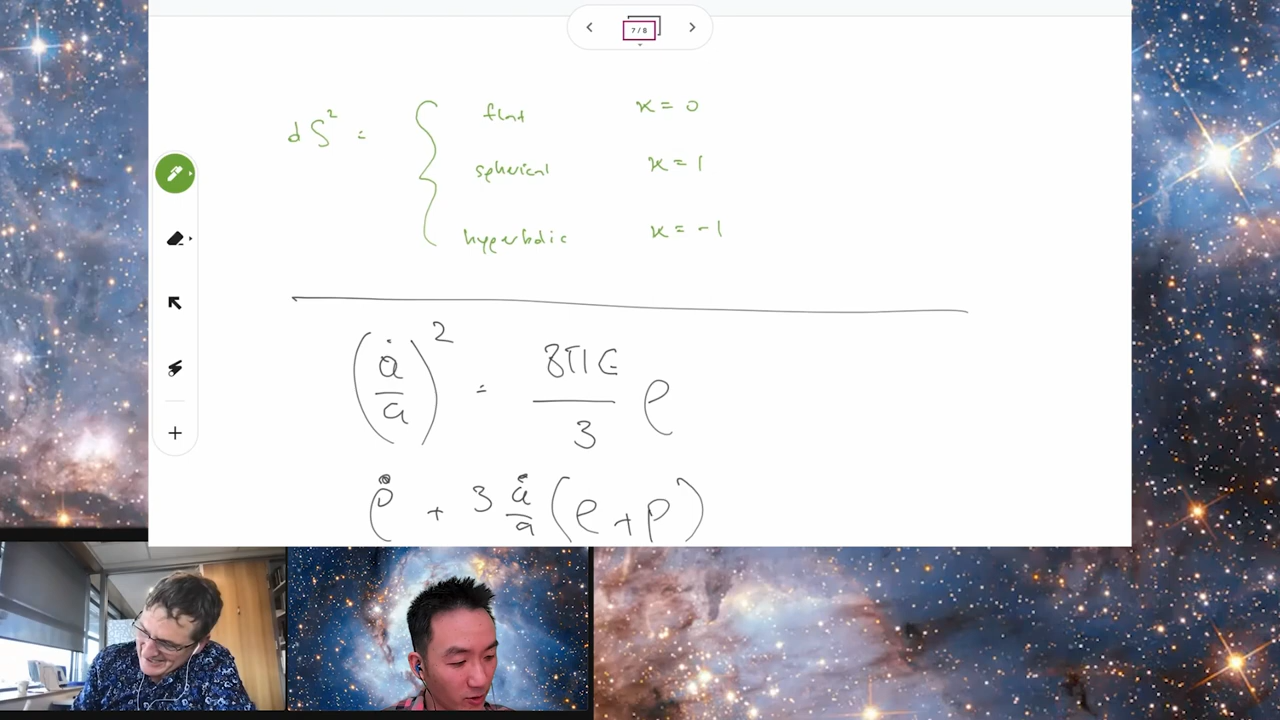 7 / 8
dS² = { flat κ = 0
spherical κ = 1
hyperbolic κ = -1
(ȧ/a)² = 8πG/3 ρ
ρ̇ + 3 ȧ/a (ρ + p)